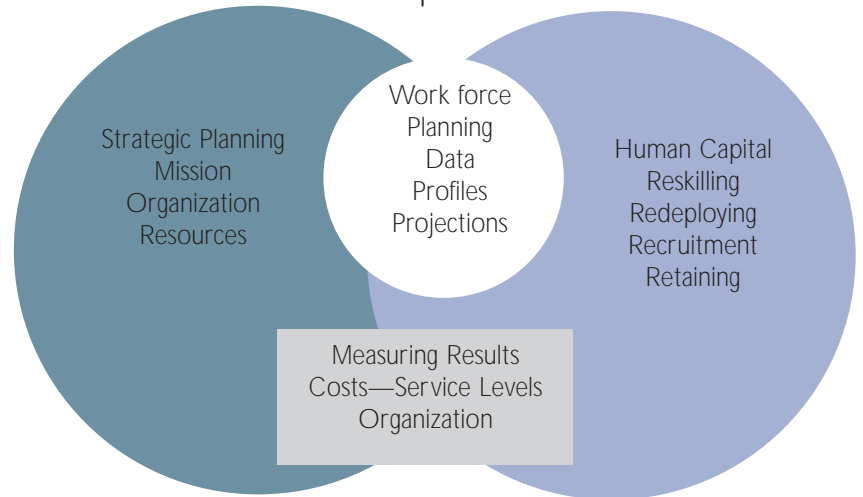 Strategic Planning
Mission
Organization
Resources
Work force
Planning
Data
Profiles
Projections
Human Capital
Reskilling
Redeploying
Recruitment
Retaining
Measuring Results
Costs—Service Levels
Organization